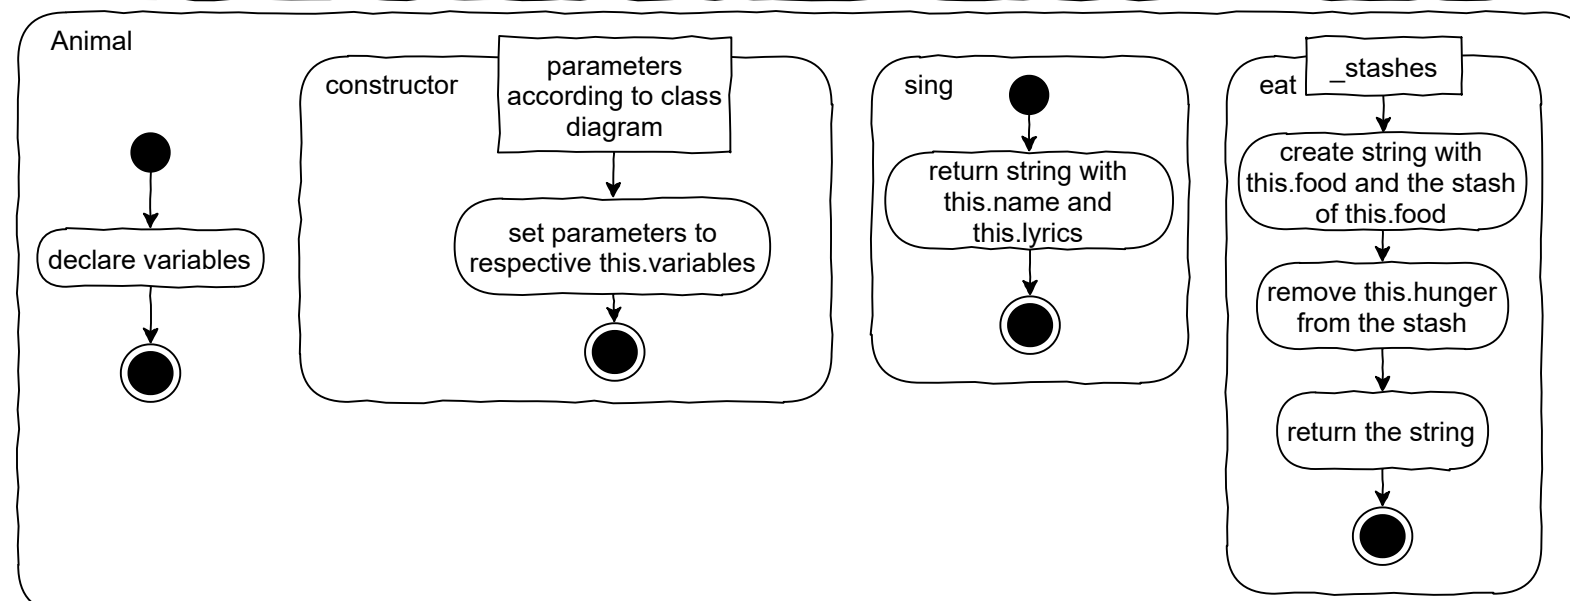 Animal
declare variables
constructor
parameters
according to class
diagram
set parameters to
respective this.variables
sing
return string with
this.name and
this.lyrics
eat
_stashes
create string with
this.food and the stash
of this.food
remove this.hunger
from the stash
return the string